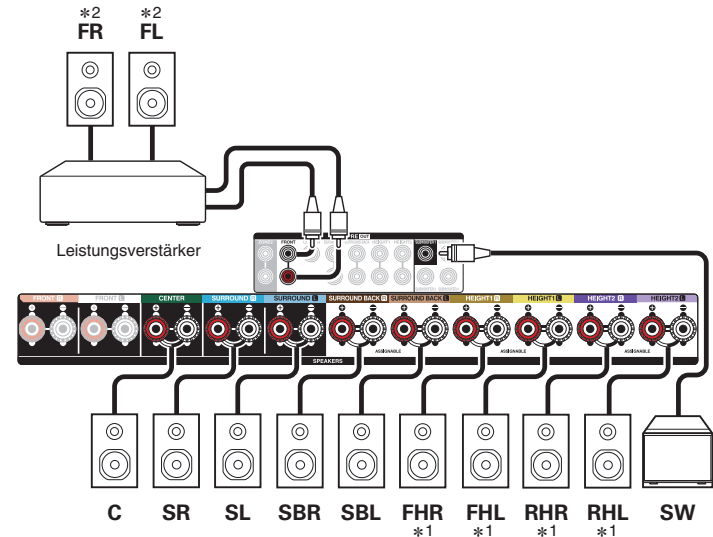 *2 *2
FR FL
Leistungsverstärker
PRE OUT
FRONT
FRONT R FRONT L CENTER SURROUND R SURROUND L SURROUND BACK R SURROUND BACK L HEIGHT1 R HEIGHT1 L HEIGHT2 R HEIGHT2 L
ASSIGNABLE ASSIGNABLE ASSIGNABLE
SPEAKERS
C SR SL SBR SBL FHR FHL RHR RHL SW
*1 *1 *1 *1